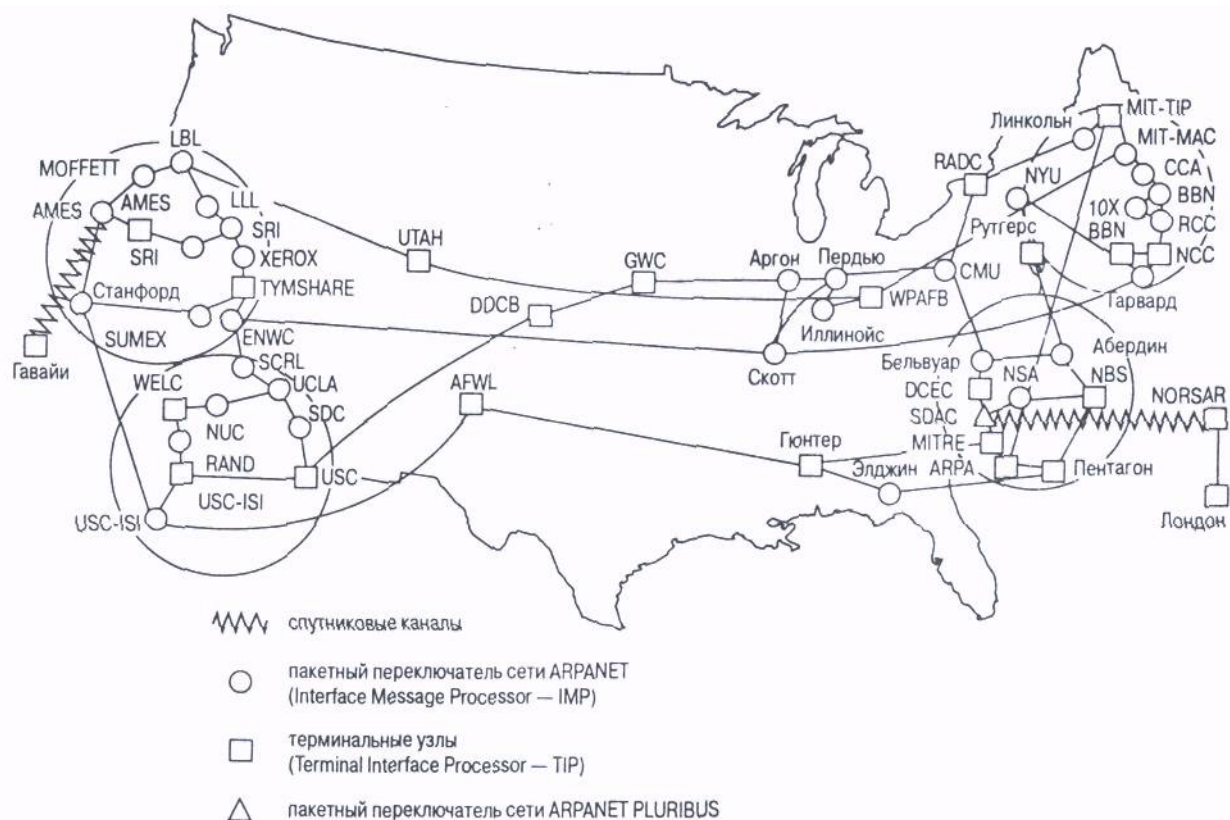 LBL
MOFFETT
AMES
AMES
LLL
SRI
SRI
XEROX
TYMSHARE
Станфорд
SUMEX
Гавайи
ENWC
SCRL
UCLA
WELC
NUC
SDC
RAND
USC
USC-ISI
USC-ISI
UTAH
DDCB
GWC
AFWL
Аргон
Пердью
CMU
WPAFB
Иллинойс
Скотт
Гюнтер
Элджин
RADC
Линкольн
MIT-TIP
MIT-MAC
CCA
NYU
BBN
10X
RCC
BBN
Рутгерс
NCC
Гарвард
Бельвуар
Абердин
NSA
NBS
DCEC
SDAC
NORSAR
MITRE
ARPA
Пентагон
Лондон
спутниковые каналы
пакетный переключатель сети ARPANET
(Interface Message Processor — IMP)
терминальные узлы
(Terminal Interface Processor — TIP)
пакетный переключатель сети ARPANET PLURIBUS